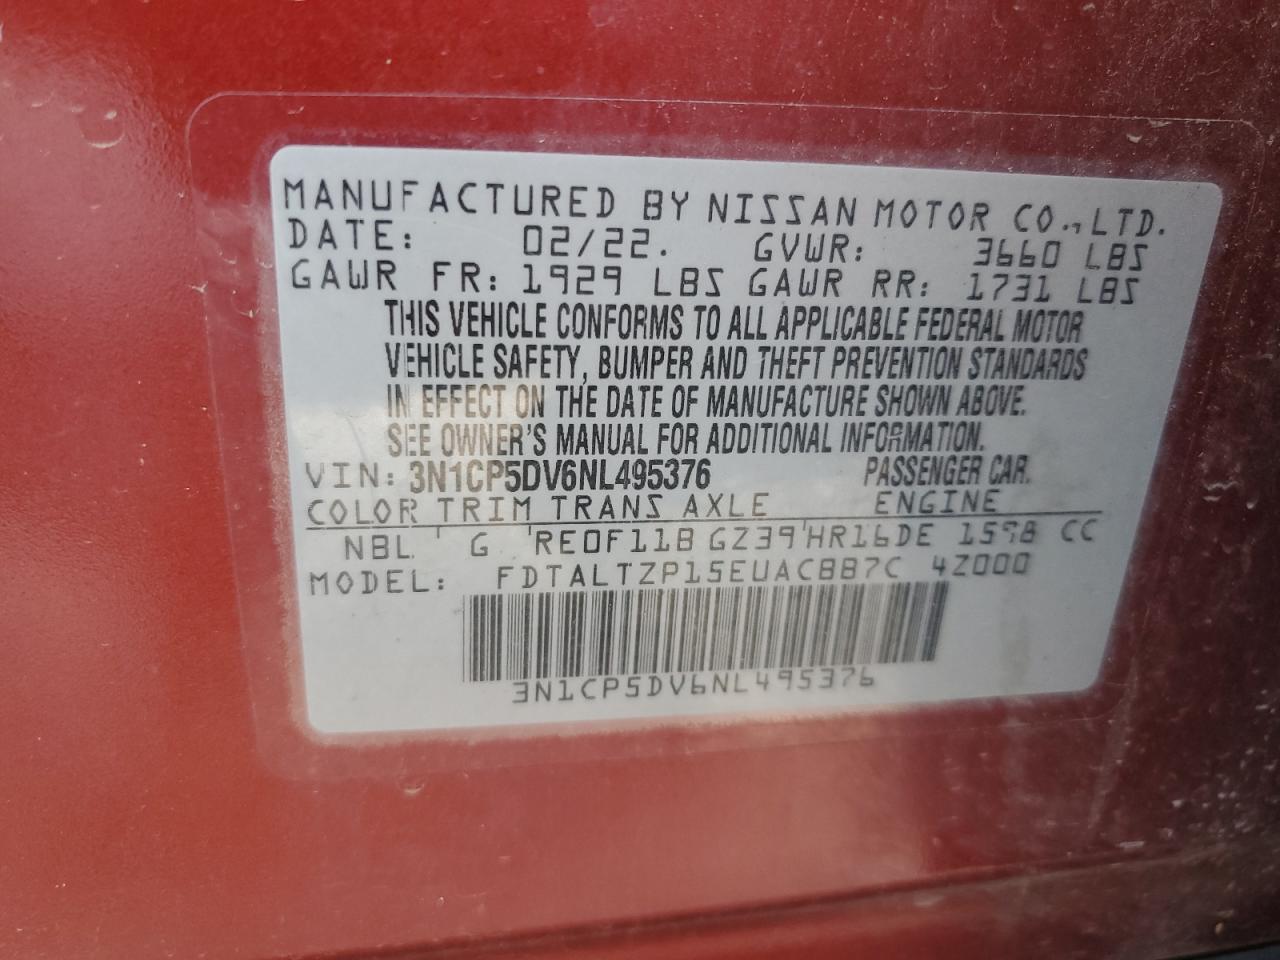 MANUFACTURED BY NISSAN MOTOR CO., LTD.
DATE: 02/22. GVWR: 3660 LBS
GAWR FR: 1929 LBS GAWR RR: 1731 LBS
THIS VEHICLE CONFORMS TO ALL APPLICABLE FEDERAL MOTOR
VEHICLE SAFETY, BUMPER AND THEFT PREVENTION STANDARDS
IN EFFECT ON THE DATE OF MANUFACTURE SHOWN ABOVE.
SEE OWNER'S MANUAL FOR ADDITIONAL INFORMATION.
VIN: 3N1CP5DV6NL495376 PASSENGER CAR.
COLOR TRIM TRANS AXLE ENGINE
NBL ' G 'RE0F11B GZ39'HR16DE 1598 CC
MODEL: FDTALTZP15EUACBB7C 4Z000
3N1CP5DV6NL495376